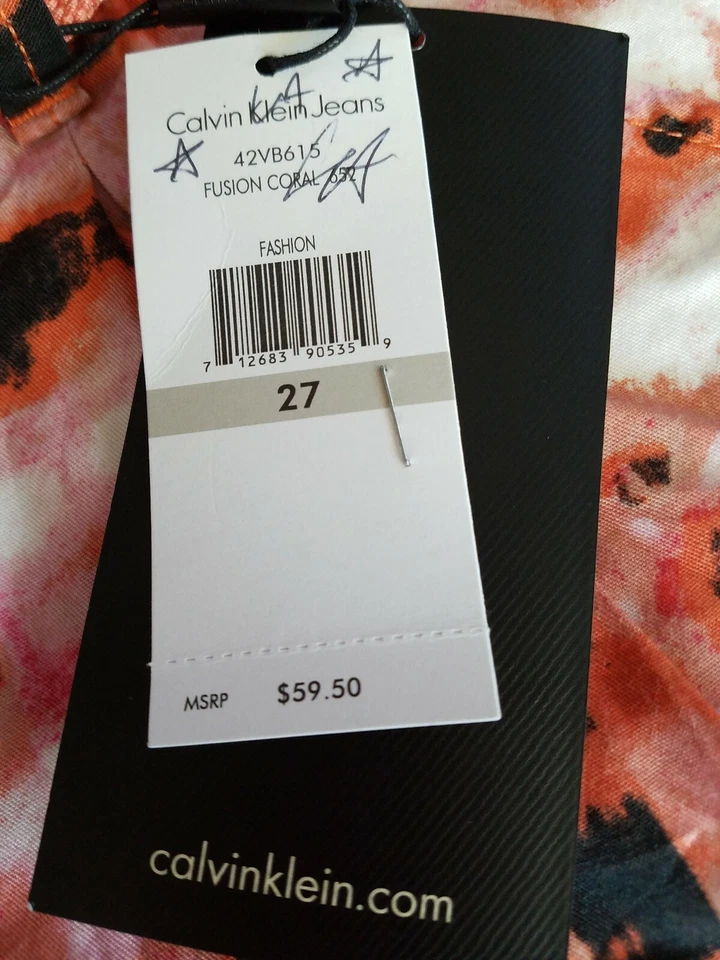 Calvin Klein Jeans
42VB615
FUSION CORAL 652
FASHION
7 12683 90535 9
27
MSRP $59.50
calvinklein.com